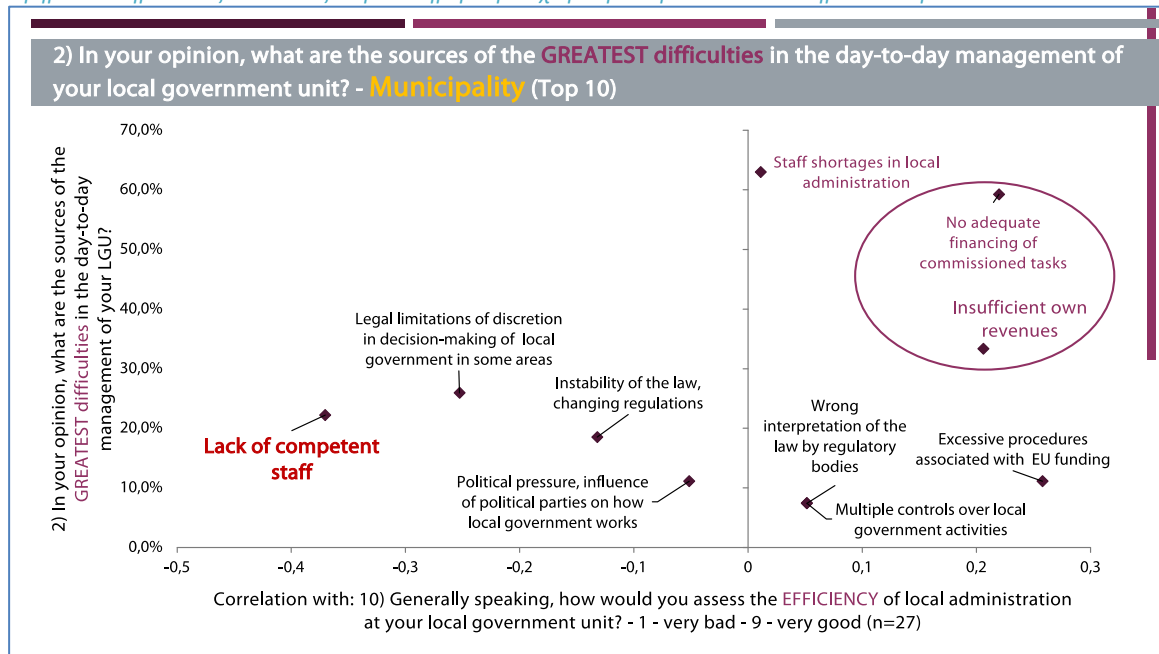 2) In your opinion, what are the sources of the GREATEST difficulties in the day-to-day management of
your local government unit? - Municipality (Top 10)
2) In your opinion, what are the sources of the
GREATEST difficulties in the day-to-day
management of your LGU?
70,0%
60,0%
50,0%
40,0%
30,0%
20,0%
10,0%
0,0%
Staff shortages in local
administration
No adequate
financing of
commissioned tasks
Insufficient own
revenues
Legal limitations of discretion
in decision-making of local
government in some areas
Instability of the law,
changing regulations
Lack of competent
staff
Political pressure, influence
of political parties on how
local government works
Wrong
interpretation of the
law by regulatory
bodies
Excessive procedures
associated with EU funding
Multiple controls over local
government activities
-0,5
-0,4
-0,3
-0,2
-0,1
0
0,1
0,2
0,3
Correlation with: 10) Generally speaking, how would you assess the EFFICIENCY of local administration
at your local government unit? - 1 - very bad - 9 - very good (n=27)